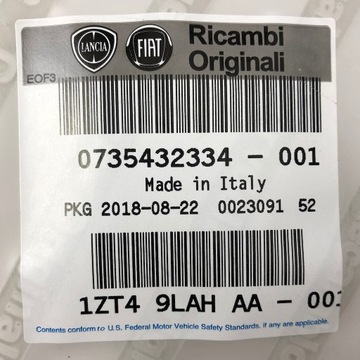 LANCIA FIAT Ricambi
Originali
EOF3
0735432334 - 001
Made in Italy
PKG 2018-08-22 0023091 52
1ZT4 9LAH AA - 001
Contents conform to U.S. Federal Motor Vehicle Safety Standards, if any are applicable.